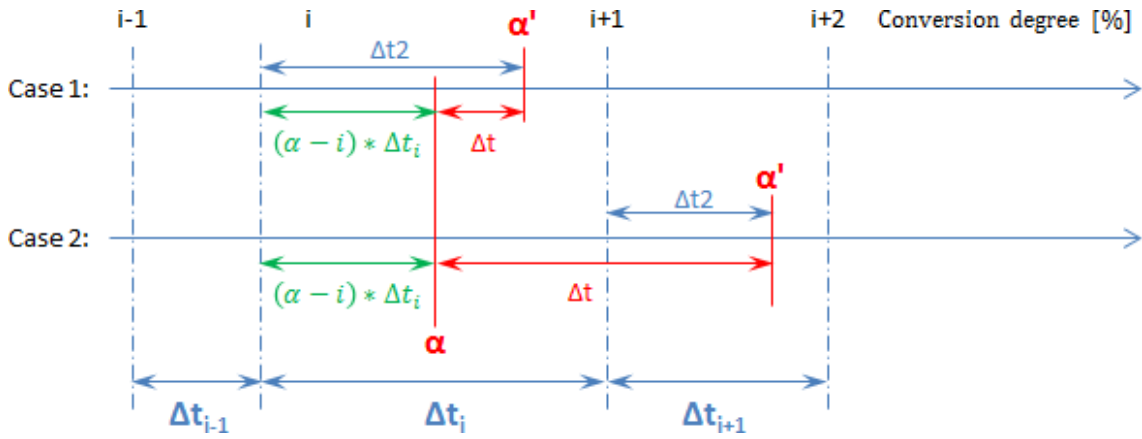 i-1 i i+1 i+2 Conversion degree [%]
α'
Δt2
Case 1:
(α − i) ∗ Δt_i Δt
α'
Δt2
Case 2:
(α − i) ∗ Δt_i Δt
α
Δt_{i-1} Δt_i Δt_{i+1}